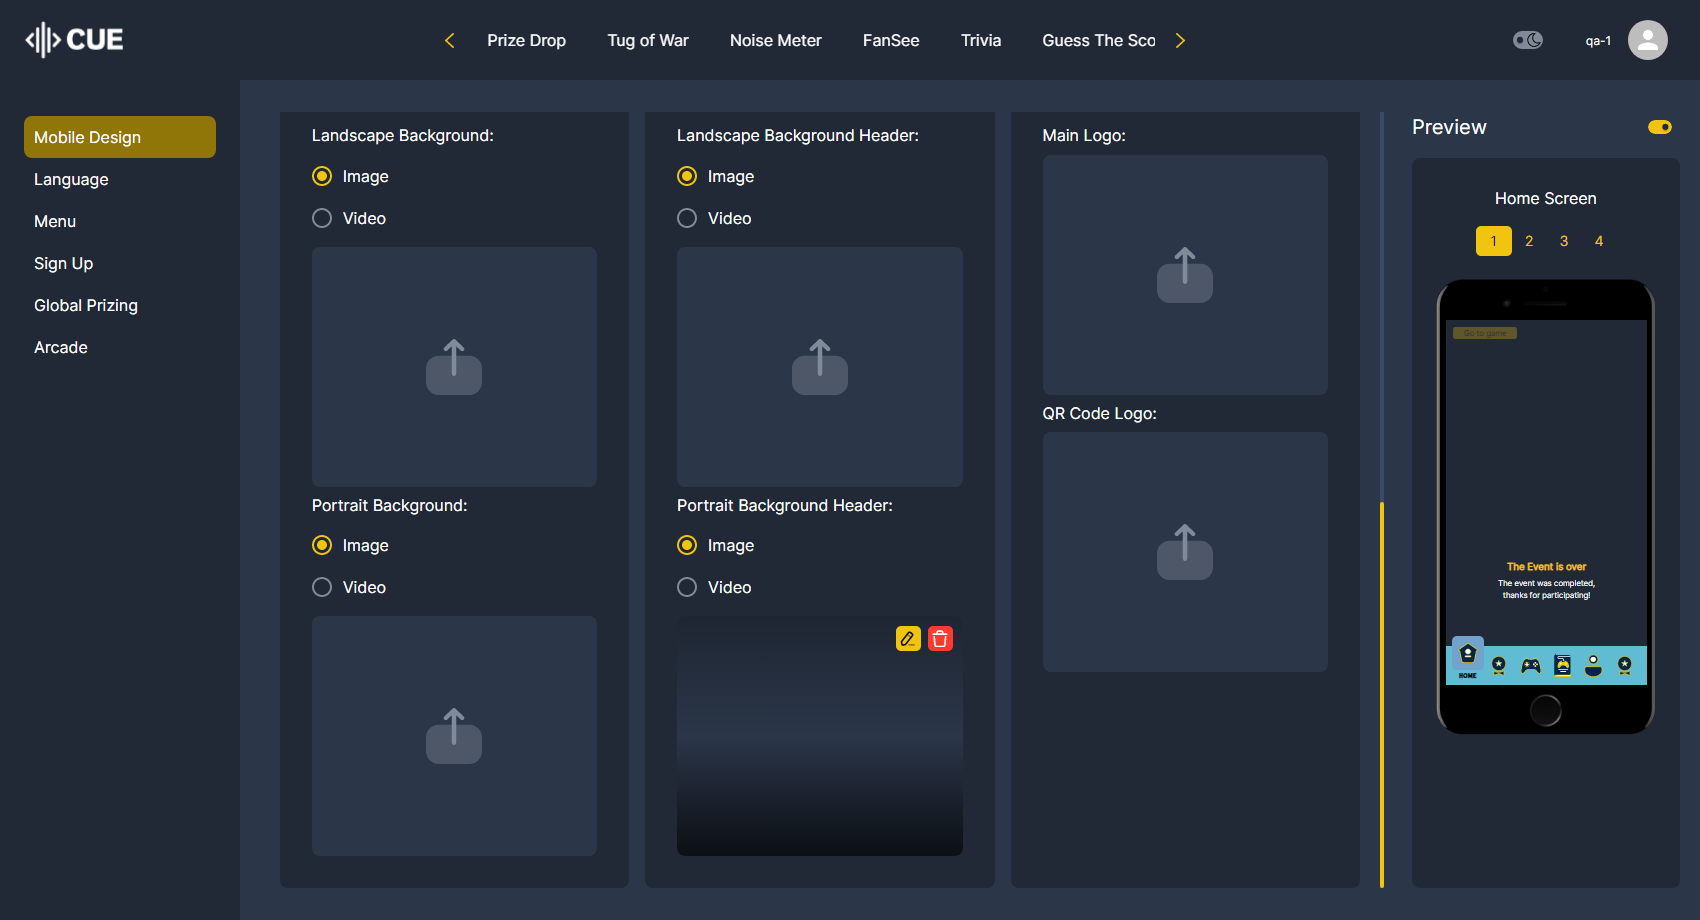 CUE
Prize Drop
Tug of War
Noise Meter
FanSee
Trivia
Guess The Sco
qa-1
Mobile Design
Language
Menu
Sign Up
Global Prizing
Arcade
Landscape Background:
Image
Video
Portrait Background:
Image
Video
Landscape Background Header:
Image
Video
Portrait Background Header:
Image
Video
Main Logo:
QR Code Logo:
Preview
Home Screen
1 2 3 4
Go to game
The Event is over
The event was completed,
thanks for participating!
HOME